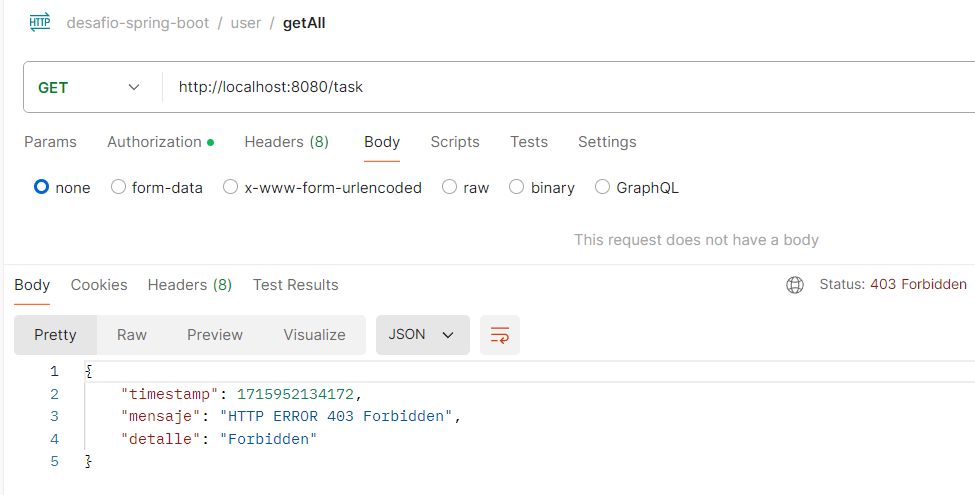 HTTP desafio-spring-boot / user / getAll
GET http://localhost:8080/task
Params Authorization Headers (8) Body Scripts Tests Settings
none form-data x-www-form-urlencoded raw binary GraphQL
This request does not have a body
Body Cookies Headers (8) Test Results Status: 403 Forbidden
Pretty Raw Preview Visualize JSON
1 {
2 "timestamp": 1715952134172,
3 "mensaje": "HTTP ERROR 403 Forbidden",
4 "detalle": "Forbidden"
5 }